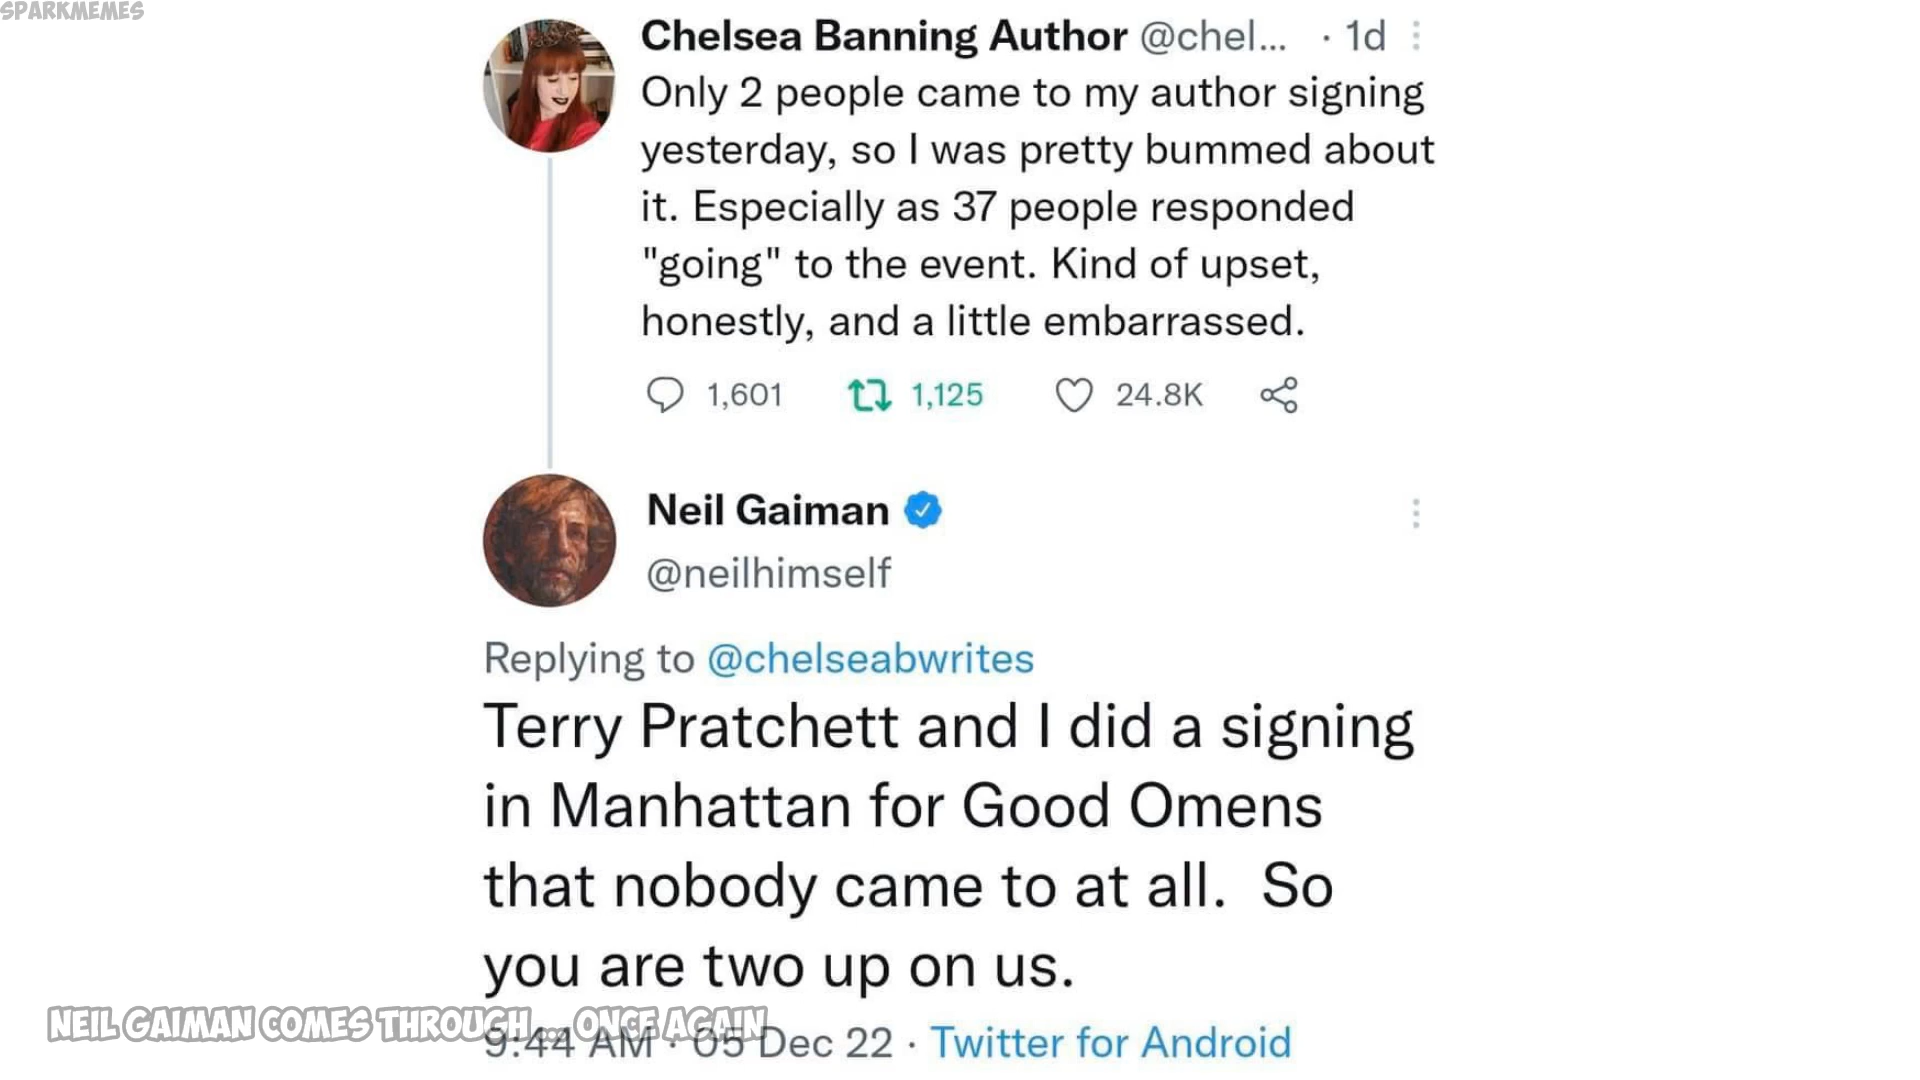 SPARKMEMES
Chelsea Banning Author @chel... · 1d
Only 2 people came to my author signing
yesterday, so I was pretty bummed about
it. Especially as 37 people responded
"going" to the event. Kind of upset,
honestly, and a little embarrassed.
1,601 1,125 24.8K
Neil Gaiman
@neilhimself
Replying to @chelseabwrites
Terry Pratchett and I did a signing
in Manhattan for Good Omens
that nobody came to at all.  So
you are two up on us.
NEIL GAIMAN COMES THROUGH.... ONCE AGAIN
9:44 AM · 05 Dec 22 · Twitter for Android